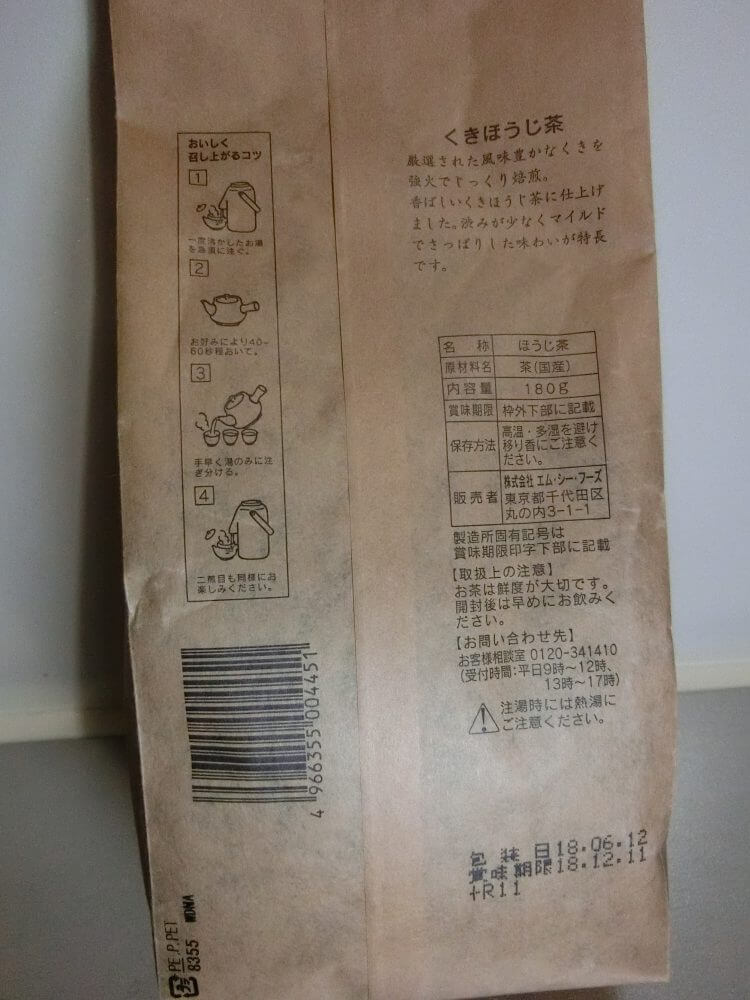 おいしく
召し上がるコツ
1
一度沸かしたお湯
を急須に注ぐ。
2
お好みにより40~
60秒程おいて。
3
手早く湯のみに注
ぎ分ける。
4
二煎目も同様にお
楽しみください。
くきほうじ茶
厳選された風味豊かなくきを
強火でじっくり焙煎。
香ばしいくきほうじ茶に仕上げ
ました。渋みが少なくマイルド
でさっぱりした味わいが特長
です。
名 称 ほうじ茶
原材料名 茶(国産)
内容量 180g
賞味期限 枠外下部に記載
保存方法 高温・多湿を避け
移り香にご注意く
ださい。
販売者 株式会社 エム・シー・フーズ
東京都千代田区
丸の内3-1-1
製造所固有記号は
賞味期限印字下部に記載
【取扱上の注意】
お茶は鮮度が大切です。
開封後は早めにお飲みく
ださい。
【お問い合わせ先】
お客様相談室 0120-341410
(受付時間:平日9時~12時、
13時~17時)
注湯時には熱湯に
ご注意ください。
4 966355 004451
包装日18.06.12
賞味期限18.12.11
+R11
PE,P,PET
8355 MDMA